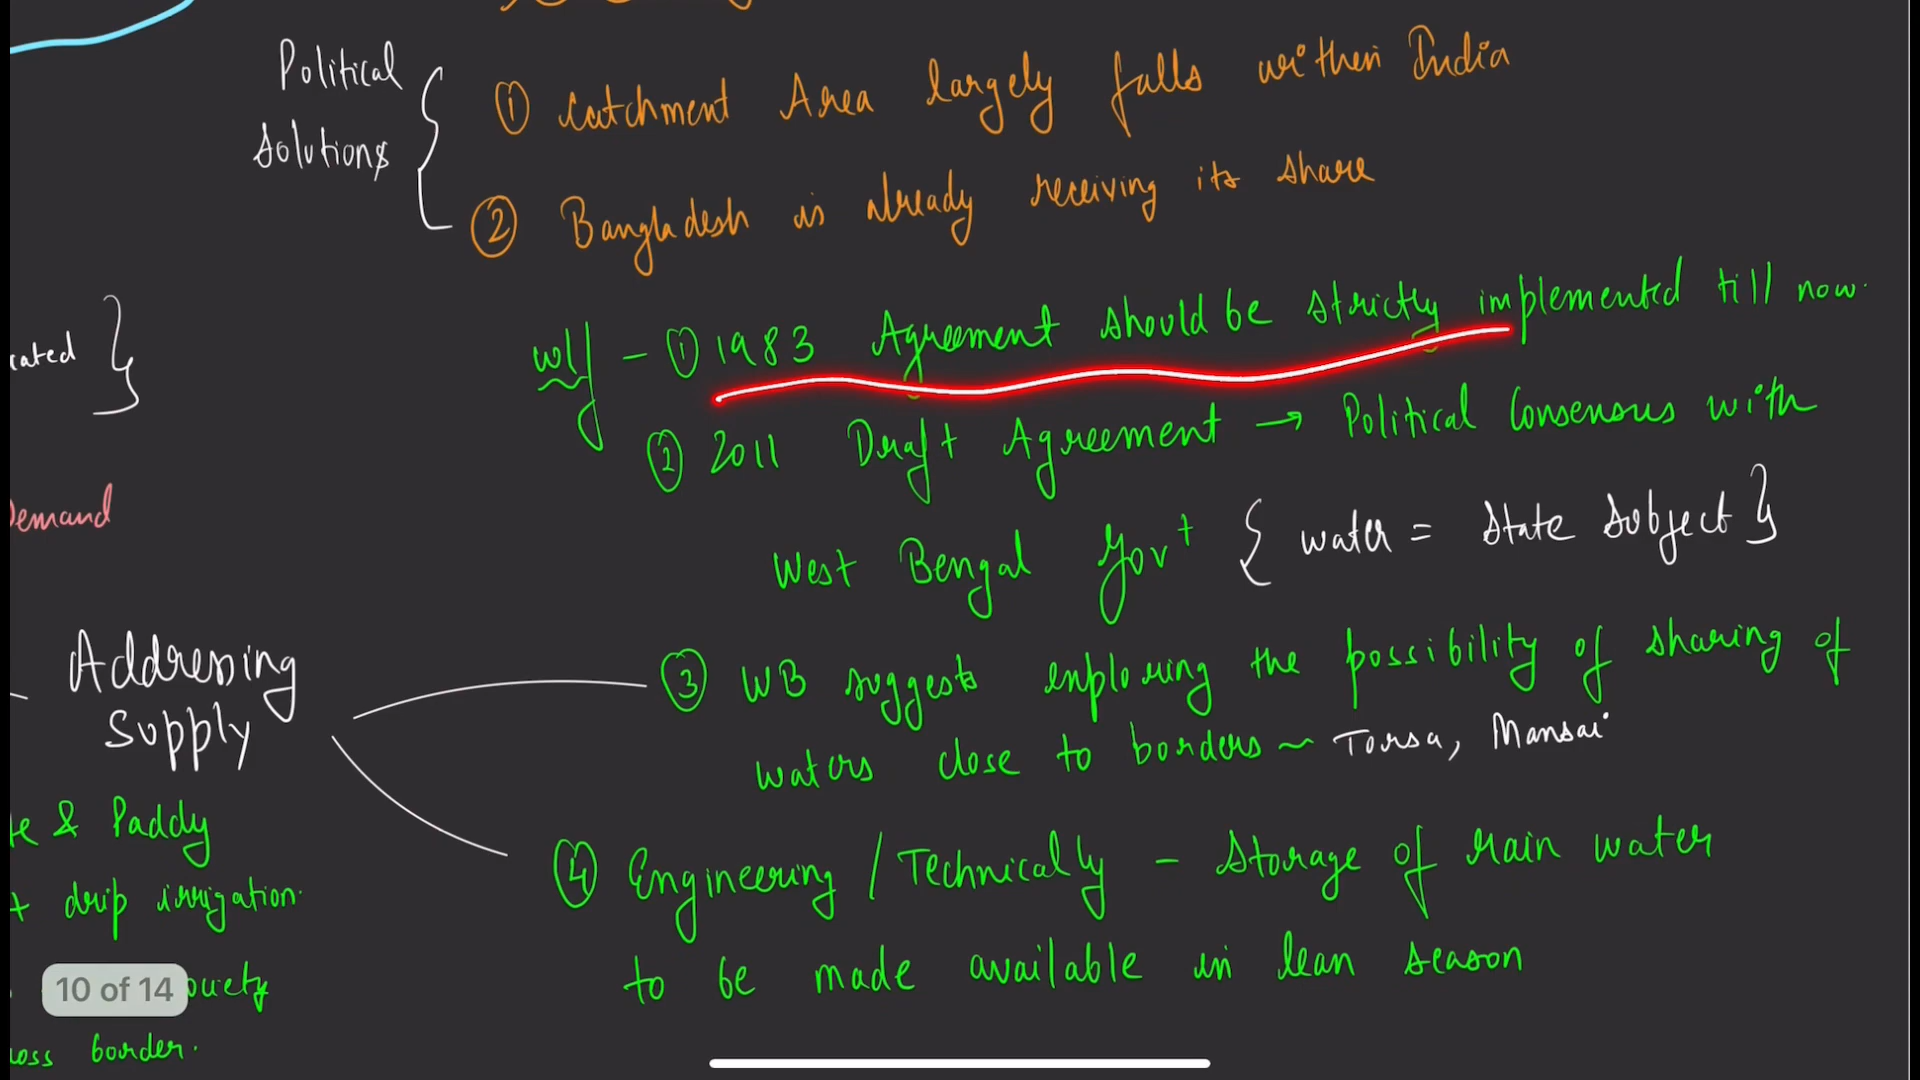 Political
Solutions
① Catchment Area largely falls within India
② Bangladesh is already receiving its share
wf - ① 1983 Agreement should be strictly implemented till now.
② 2011 Draft Agreement → Political Consensus with
West Bengal Govt { water = State Subject }
cated }
Demand
Addressing
Supply
③ WB suggests exploring the possibility of sharing of
waters close to borders ~ Torsa, Mansai
④ Engineering / Technically - Storage of rain water
to be made available in lean season
te & Paddy
t drip irrigation.
10 of 14
oss border.